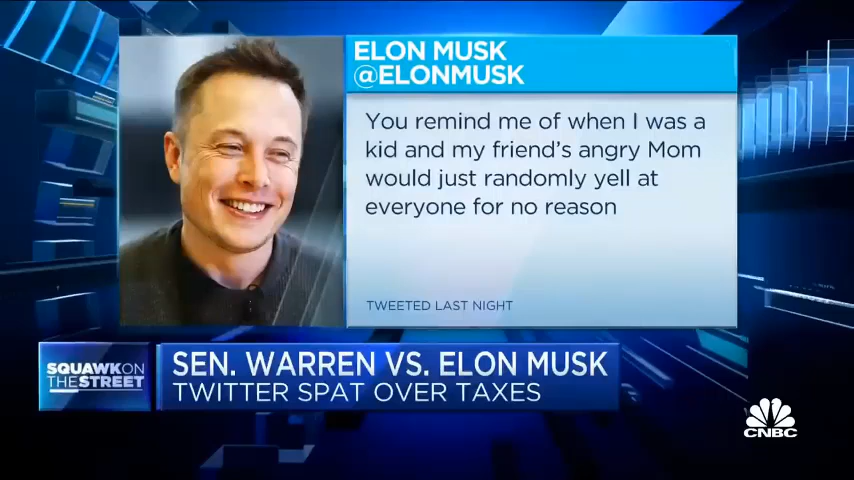 ELON MUSK
@ELONMUSK
You remind me of when I was a
kid and my friend's angry Mom
would just randomly yell at
everyone for no reason
TWEETED LAST NIGHT
SQUAWK ON
THE STREET
SEN. WARREN VS. ELON MUSK
TWITTER SPAT OVER TAXES
CNBC